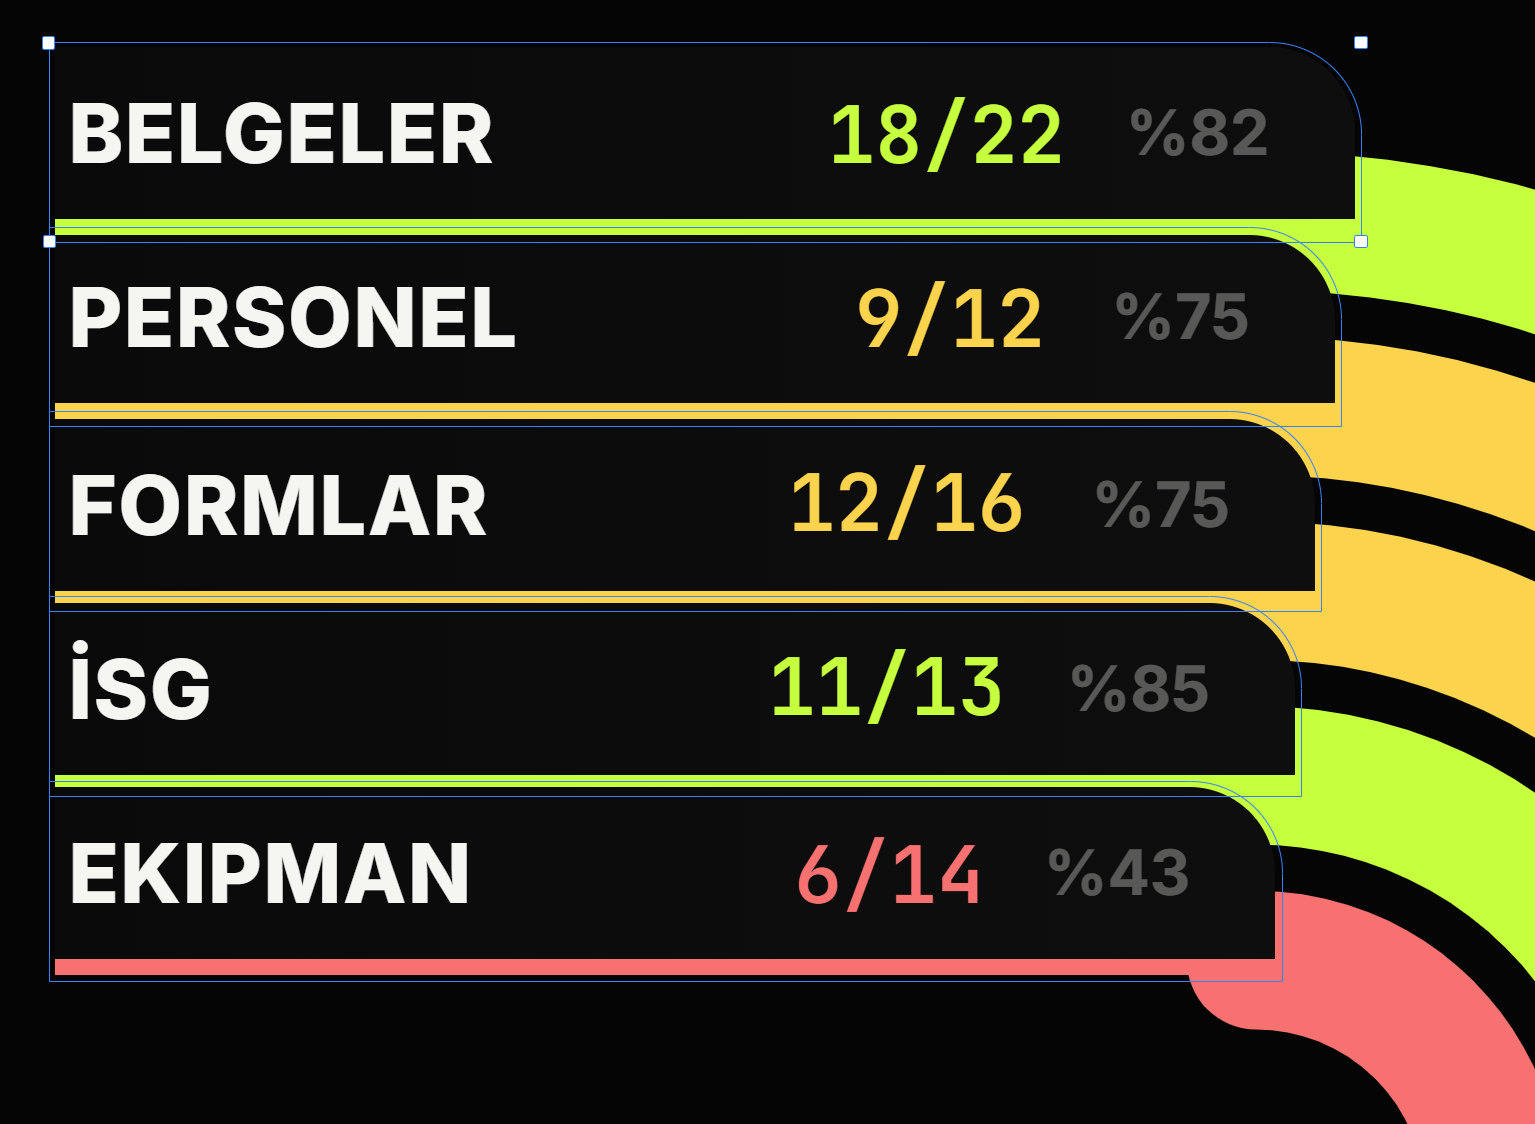 BELGELER 18/22 %82
PERSONEL 9/12 %75
FORMLAR 12/16 %75
İSG 11/13 %85
EKIPMAN 6/14 %43